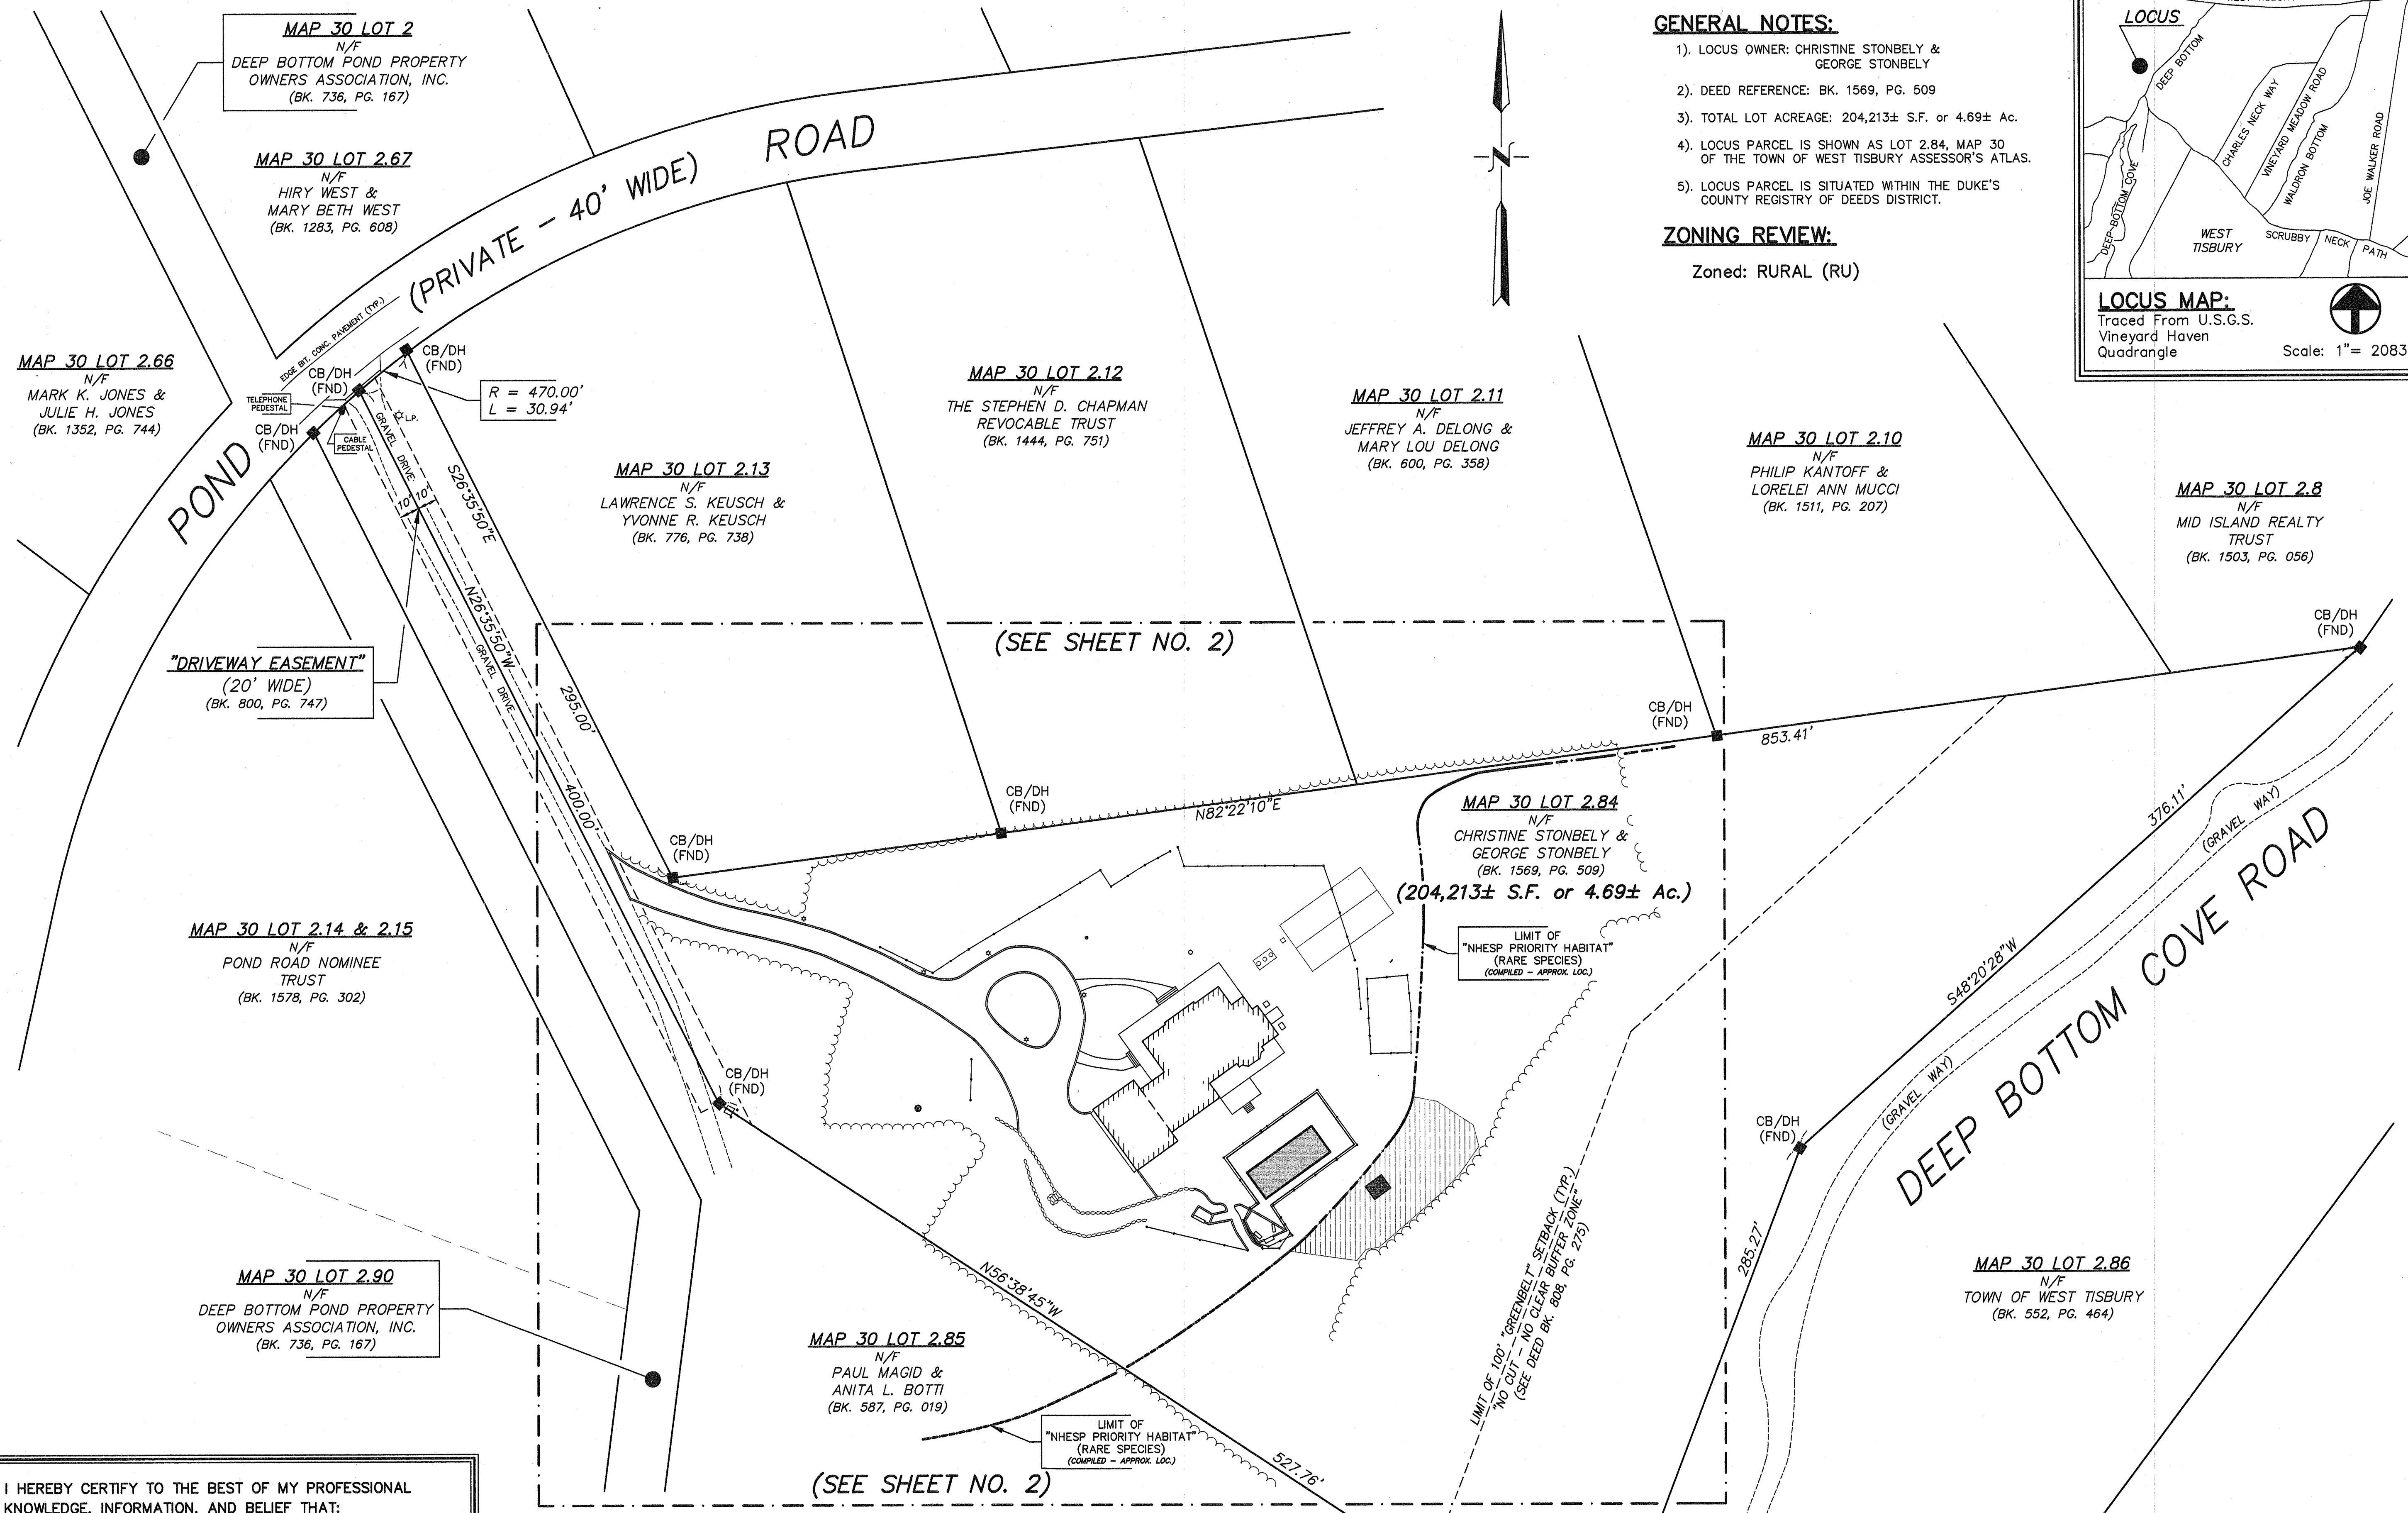 MAP 30 LOT 2
N/F
DEEP BOTTOM POND PROPERTY
OWNERS ASSOCIATION, INC.
(BK. 736, PG. 167)
MAP 30 LOT 2.67
N/F
HIRY WEST &
MARY BETH WEST
(BK. 1283, PG. 608)
MAP 30 LOT 2.66
N/F
MARK K. JONES &
JULIE H. JONES
(BK. 1352, PG. 744)
POND
(PRIVATE - 40' WIDE)
ROAD
EDGE BIT. CONC. PAVEMENT (TYP.)
CB/DH
(FND)
CB/DH
(FND)
CB/DH
(FND)
TELEPHONE
PEDESTAL
CABLE
PEDESTAL
L.P.
R = 470.00'
L = 30.94'
GRAVEL DRIVE
10' 10'
S26°35'50"E
295.00'
N26°35'50"W
400.00'
GRAVEL DRIVE
"DRIVEWAY EASEMENT"
(20' WIDE)
(BK. 800, PG. 747)
MAP 30 LOT 2.13
N/F
LAWRENCE S. KEUSCH &
YVONNE R. KEUSCH
(BK. 776, PG. 738)
MAP 30 LOT 2.12
N/F
THE STEPHEN D. CHAPMAN
REVOCABLE TRUST
(BK. 1444, PG. 751)
MAP 30 LOT 2.11
N/F
JEFFREY A. DELONG &
MARY LOU DELONG
(BK. 600, PG. 358)
MAP 30 LOT 2.10
N/F
PHILIP KANTOFF &
LORELEI ANN MUCCI
(BK. 1511, PG. 207)
MAP 30 LOT 2.8
N/F
MID ISLAND REALTY
TRUST
(BK. 1503, PG. 056)
N
GENERAL NOTES:
1). LOCUS OWNER: CHRISTINE STONBELY &
GEORGE STONBELY
2). DEED REFERENCE: BK. 1569, PG. 509
3). TOTAL LOT ACREAGE: 204,213± S.F. or 4.69± Ac.
4). LOCUS PARCEL IS SHOWN AS LOT 2.84, MAP 30
OF THE TOWN OF WEST TISBURY ASSESSOR'S ATLAS.
5). LOCUS PARCEL IS SITUATED WITHIN THE DUKE'S
COUNTY REGISTRY OF DEEDS DISTRICT.
ZONING REVIEW:
Zoned: RURAL (RU)
LOCUS
DEEP BOTTOM
CHARLES NECK WAY
VINEYARD MEADOW ROAD
WALDRON BOTTOM
JOE WALKER ROAD
DEEP BOTTOM COVE
WEST
TISBURY
SCRUBBY NECK PATH
LOCUS MAP:
Traced From U.S.G.S.
Vineyard Haven
Quadrangle
Scale: 1"= 2083
(SEE SHEET NO. 2)
CB/DH
(FND)
CB/DH
(FND)
853.41'
CB/DH
(FND)
N82°22'10"E
CB/DH
(FND)
MAP 30 LOT 2.84
N/F
CHRISTINE STONBELY &
GEORGE STONBELY
(BK. 1569, PG. 509)
(204,213± S.F. or 4.69± Ac.)
LIMIT OF
"NHESP PRIORITY HABITAT"
(RARE SPECIES)
(COMPILED - APPROX. LOC.)
376.11'
S48°20'28"W
(GRAVEL WAY)
(GRAVEL WAY)
DEEP BOTTOM COVE ROAD
CB/DH
(FND)
285.27'
MAP 30 LOT 2.86
N/F
TOWN OF WEST TISBURY
(BK. 552, PG. 464)
LIMIT OF 100' "GREENBELT" SETBACK (TYP.)
"NO CUT - NO CLEAR BUFFER ZONE"
(SEE DEED BK. 808, PG. 275)
MAP 30 LOT 2.14 & 2.15
N/F
POND ROAD NOMINEE
TRUST
(BK. 1578, PG. 302)
CB/DH
(FND)
N56°38'45"W
527.76'
MAP 30 LOT 2.90
N/F
DEEP BOTTOM POND PROPERTY
OWNERS ASSOCIATION, INC.
(BK. 736, PG. 167)
MAP 30 LOT 2.85
N/F
PAUL MAGID &
ANITA L. BOTTI
(BK. 587, PG. 019)
LIMIT OF
"NHESP PRIORITY HABITAT"
(RARE SPECIES)
(COMPILED - APPROX. LOC.)
(SEE SHEET NO. 2)
I HEREBY CERTIFY TO THE BEST OF MY PROFESSIONAL
KNOWLEDGE, INFORMATION, AND BELIEF THAT: